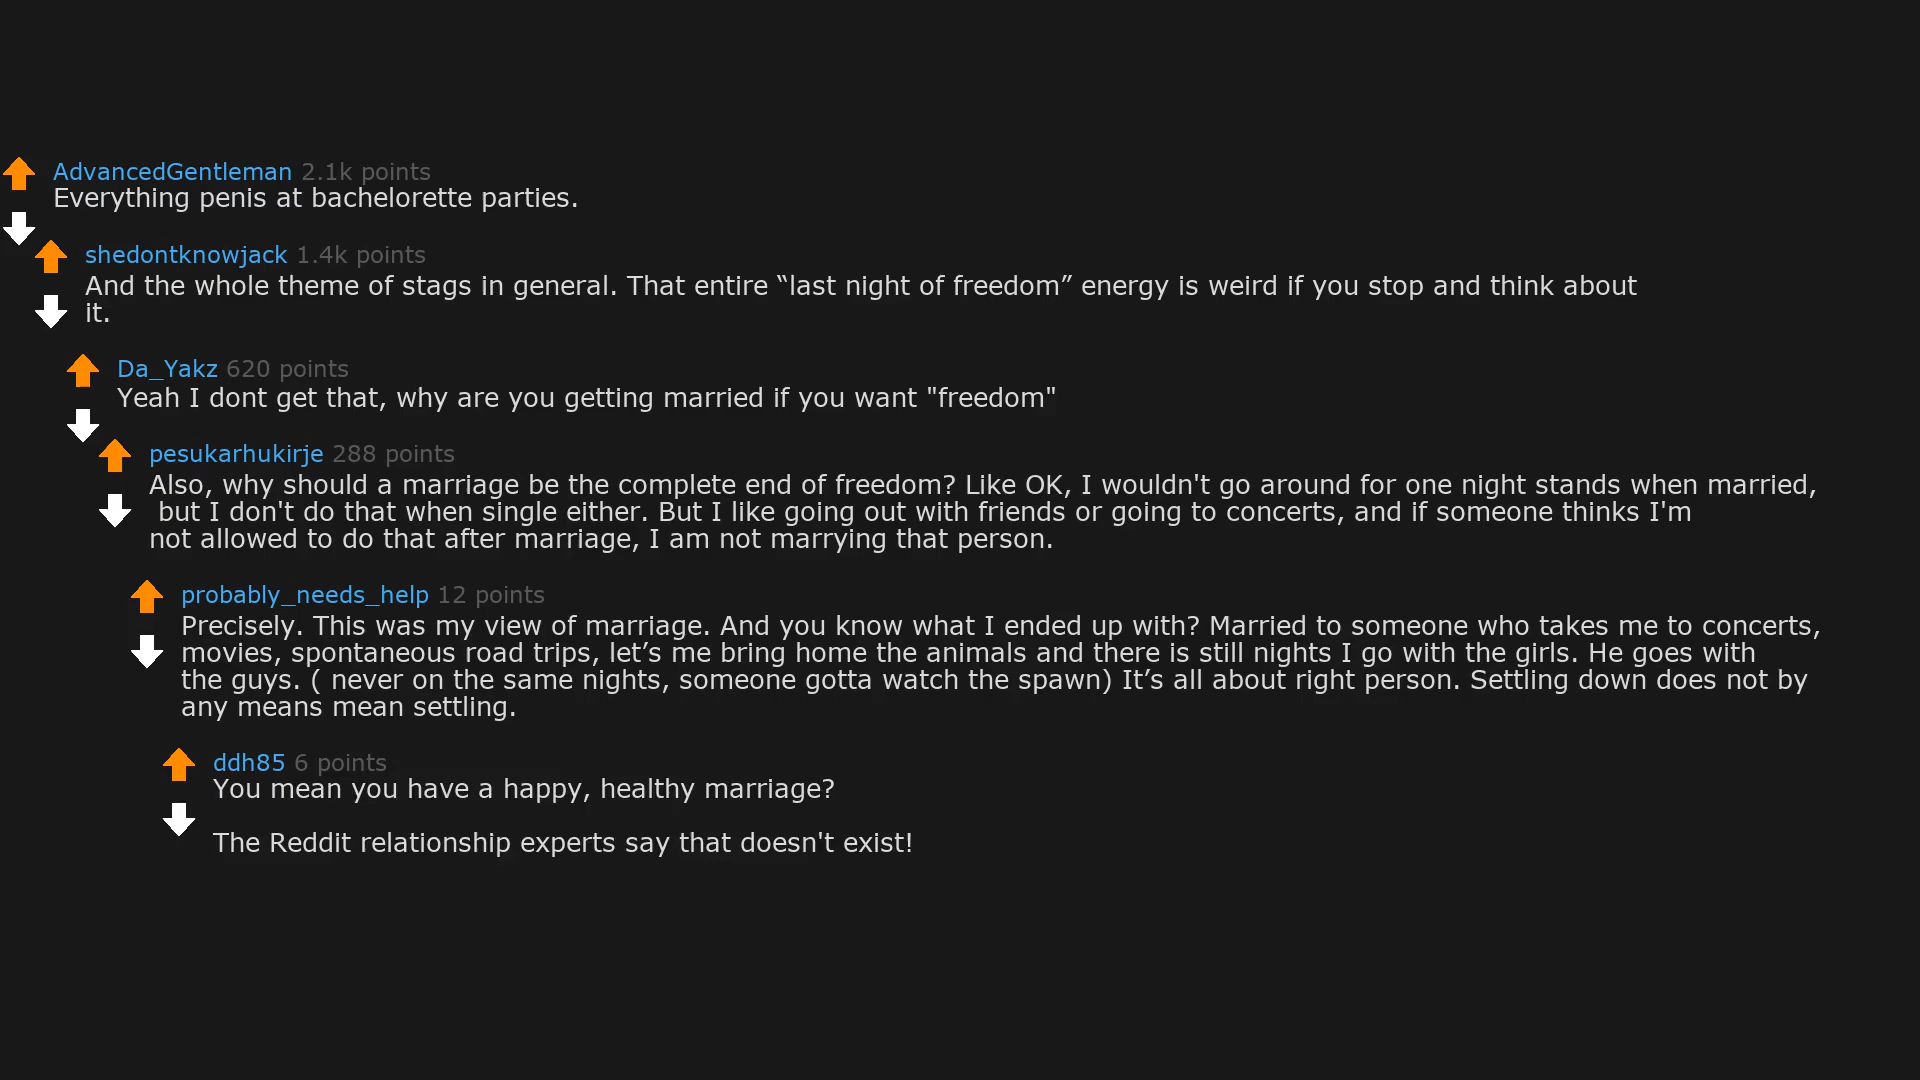 AdvancedGentleman 2.1k points
Everything penis at bachelorette parties.
shedontknowjack 1.4k points
And the whole theme of stags in general. That entire “last night of freedom” energy is weird if you stop and think about
it.
Da_Yakz 620 points
Yeah I dont get that, why are you getting married if you want "freedom"
pesukarhukirje 288 points
Also, why should a marriage be the complete end of freedom? Like OK, I wouldn't go around for one night stands when married,
but I don't do that when single either. But I like going out with friends or going to concerts, and if someone thinks I'm
not allowed to do that after marriage, I am not marrying that person.
probably_needs_help 12 points
Precisely. This was my view of marriage. And you know what I ended up with? Married to someone who takes me to concerts,
movies, spontaneous road trips, let’s me bring home the animals and there is still nights I go with the girls. He goes with
the guys. ( never on the same nights, someone gotta watch the spawn) It’s all about right person. Settling down does not by
any means mean settling.
ddh85 6 points
You mean you have a happy, healthy marriage?
The Reddit relationship experts say that doesn't exist!